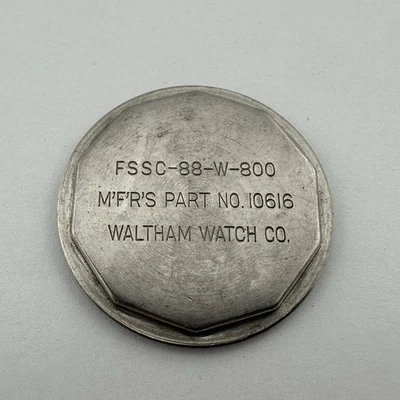 FSSC-88-W-800
M'F'R'S PART NO. 10616
WALTHAM WATCH CO.